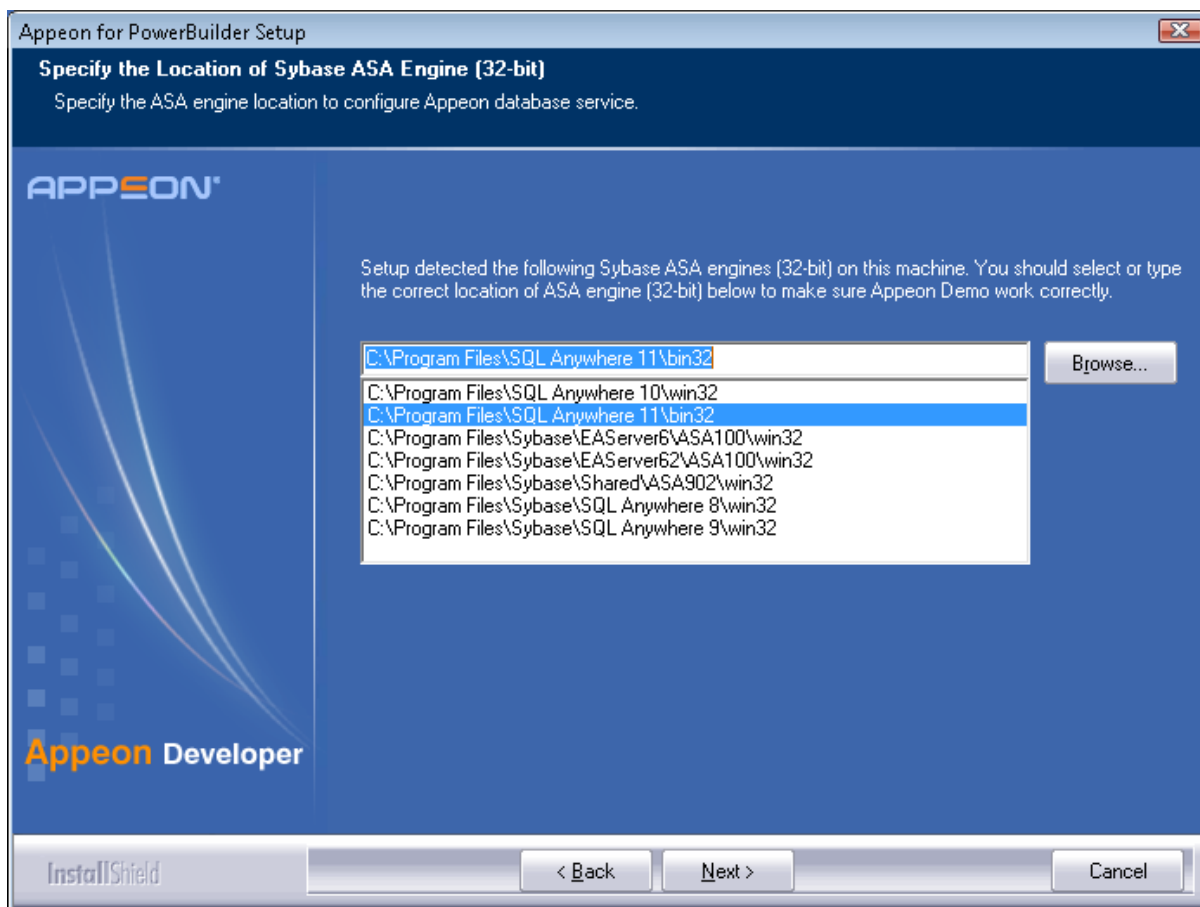 Appeon for PowerBuilder Setup
Specify the Location of Sybase ASA Engine (32-bit)
Specify the ASA engine location to configure Appeon database service.
APPEON
Setup detected the following Sybase ASA engines (32-bit) on this machine. You should select or type
the correct location of ASA engine (32-bit) below to make sure Appeon Demo work correctly.
C:\Program Files\SQL Anywhere 11\bin32
Browse...
C:\Program Files\SQL Anywhere 10\win32
C:\Program Files\SQL Anywhere 11\bin32
C:\Program Files\Sybase\EAServer6\ASA100\win32
C:\Program Files\Sybase\EAServer62\ASA100\win32
C:\Program Files\Sybase\Shared\ASA902\win32
C:\Program Files\Sybase\SQL Anywhere 8\win32
C:\Program Files\Sybase\SQL Anywhere 9\win32
Appeon Developer
InstallShield
< Back
Next >
Cancel